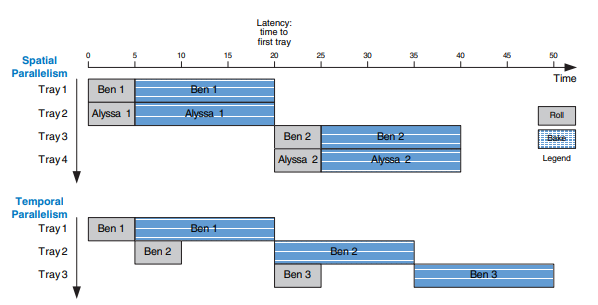 Latency:
time to
first tray
0 5 10 15 20 25 30 35 40 45 50
Time
Spatial
Parallelism
Tray 1 Ben 1 Ben 1
Tray 2 Alyssa 1 Alyssa 1
Tray 3 Ben 2 Ben 2
Tray 4 Alyssa 2 Alyssa 2
Roll
Bake
Legend
Temporal
Parallelism
Tray 1 Ben 1 Ben 1
Tray 2 Ben 2 Ben 2
Tray 3 Ben 3 Ben 3